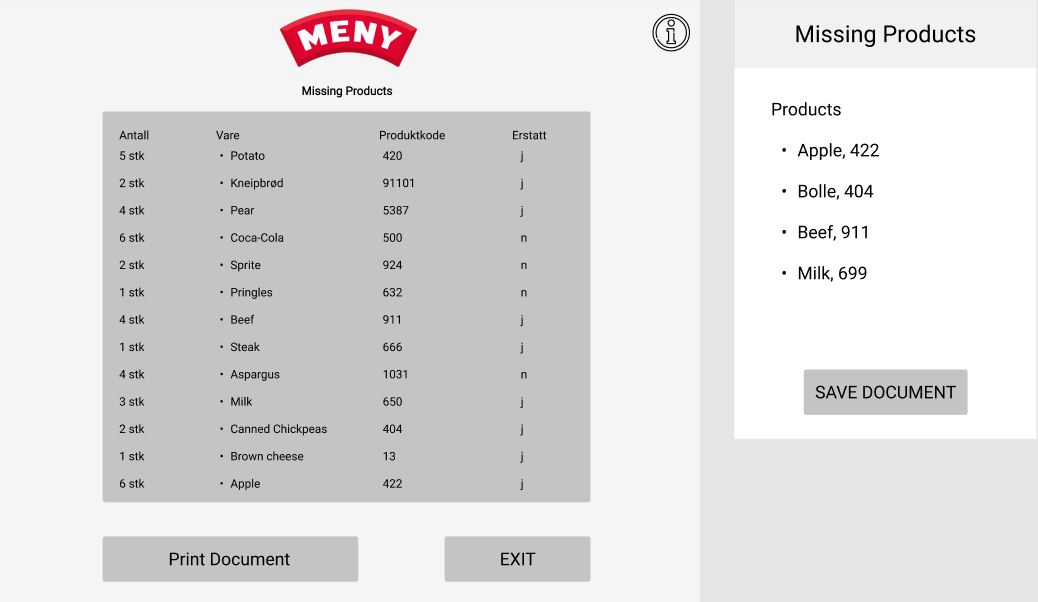 MENY
i
Missing Products
Antall Vare Produktkode Erstatt
5 stk • Potato 420 j
2 stk • Kneipbrød 91101 j
4 stk • Pear 5387 j
6 stk • Coca-Cola 500 n
2 stk • Sprite 924 n
1 stk • Pringles 632 n
4 stk • Beef 911 j
1 stk • Steak 666 j
4 stk • Aspargus 1031 n
3 stk • Milk 650 j
2 stk • Canned Chickpeas 404 j
1 stk • Brown cheese 13 j
6 stk • Apple 422 j
Print Document EXIT
Missing Products
Products
• Apple, 422
• Bolle, 404
• Beef, 911
• Milk, 699
SAVE DOCUMENT